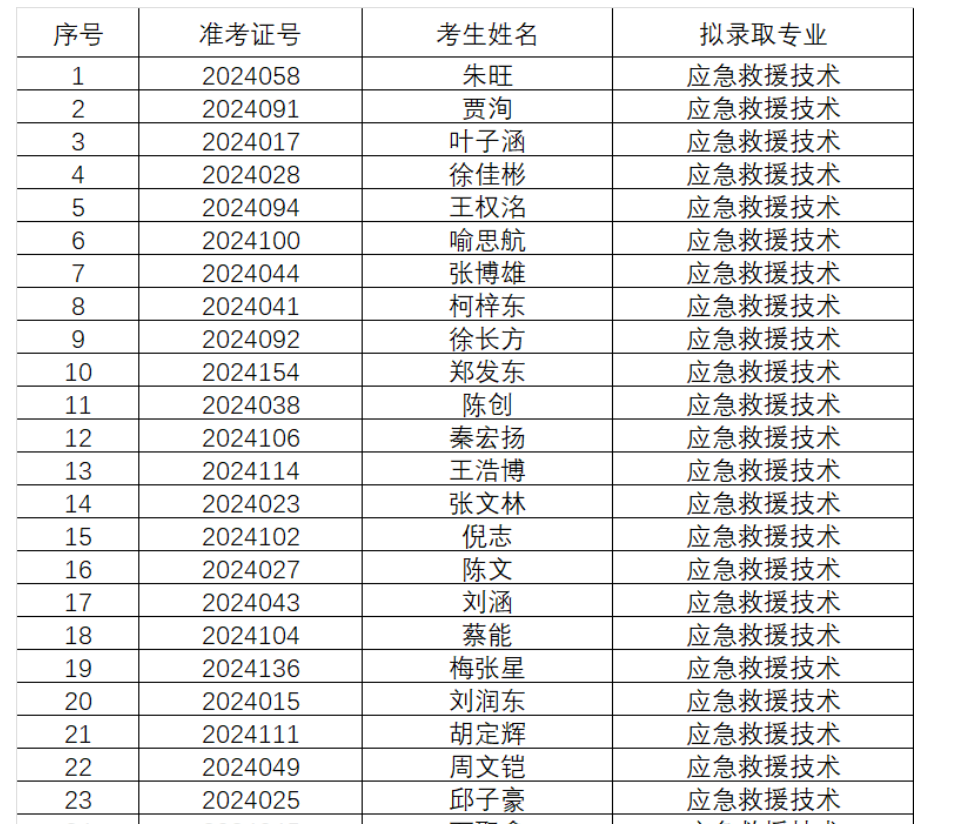 序号 准考证号 考生姓名 拟录取专业
1 2024058 朱旺 应急救援技术
2 2024091 贾洵 应急救援技术
3 2024017 叶子涵 应急救援技术
4 2024028 徐佳彬 应急救援技术
5 2024094 王权洺 应急救援技术
6 2024100 喻思航 应急救援技术
7 2024044 张博雄 应急救援技术
8 2024041 柯梓东 应急救援技术
9 2024092 徐长方 应急救援技术
10 2024154 郑发东 应急救援技术
11 2024038 陈创 应急救援技术
12 2024106 秦宏扬 应急救援技术
13 2024114 王浩博 应急救援技术
14 2024023 张文林 应急救援技术
15 2024102 倪志 应急救援技术
16 2024027 陈文 应急救援技术
17 2024043 刘涵 应急救援技术
18 2024104 蔡能 应急救援技术
19 2024136 梅张星 应急救援技术
20 2024015 刘润东 应急救援技术
21 2024111 胡定辉 应急救援技术
22 2024049 周文铠 应急救援技术
23 2024025 邱子豪 应急救援技术